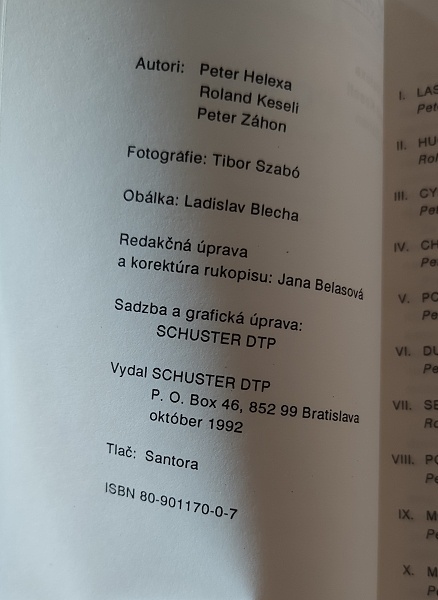 Autori: Peter Helexa
Roland Keseli
Peter Záhon
Fotografie: Tibor Szabó
Obálka: Ladislav Blecha
Redakčná úprava
a korektúra rukopisu: Jana Belasová
Sadzba a grafická úprava:
SCHUSTER DTP
Vydal SCHUSTER DTP
P. O. Box 46, 852 99 Bratislava
október 1992
Tlač: Santora
ISBN 80-901170-0-7
I.
II.
III.
IV.
V.
VI.
VII.
VIII.
IX.
X.